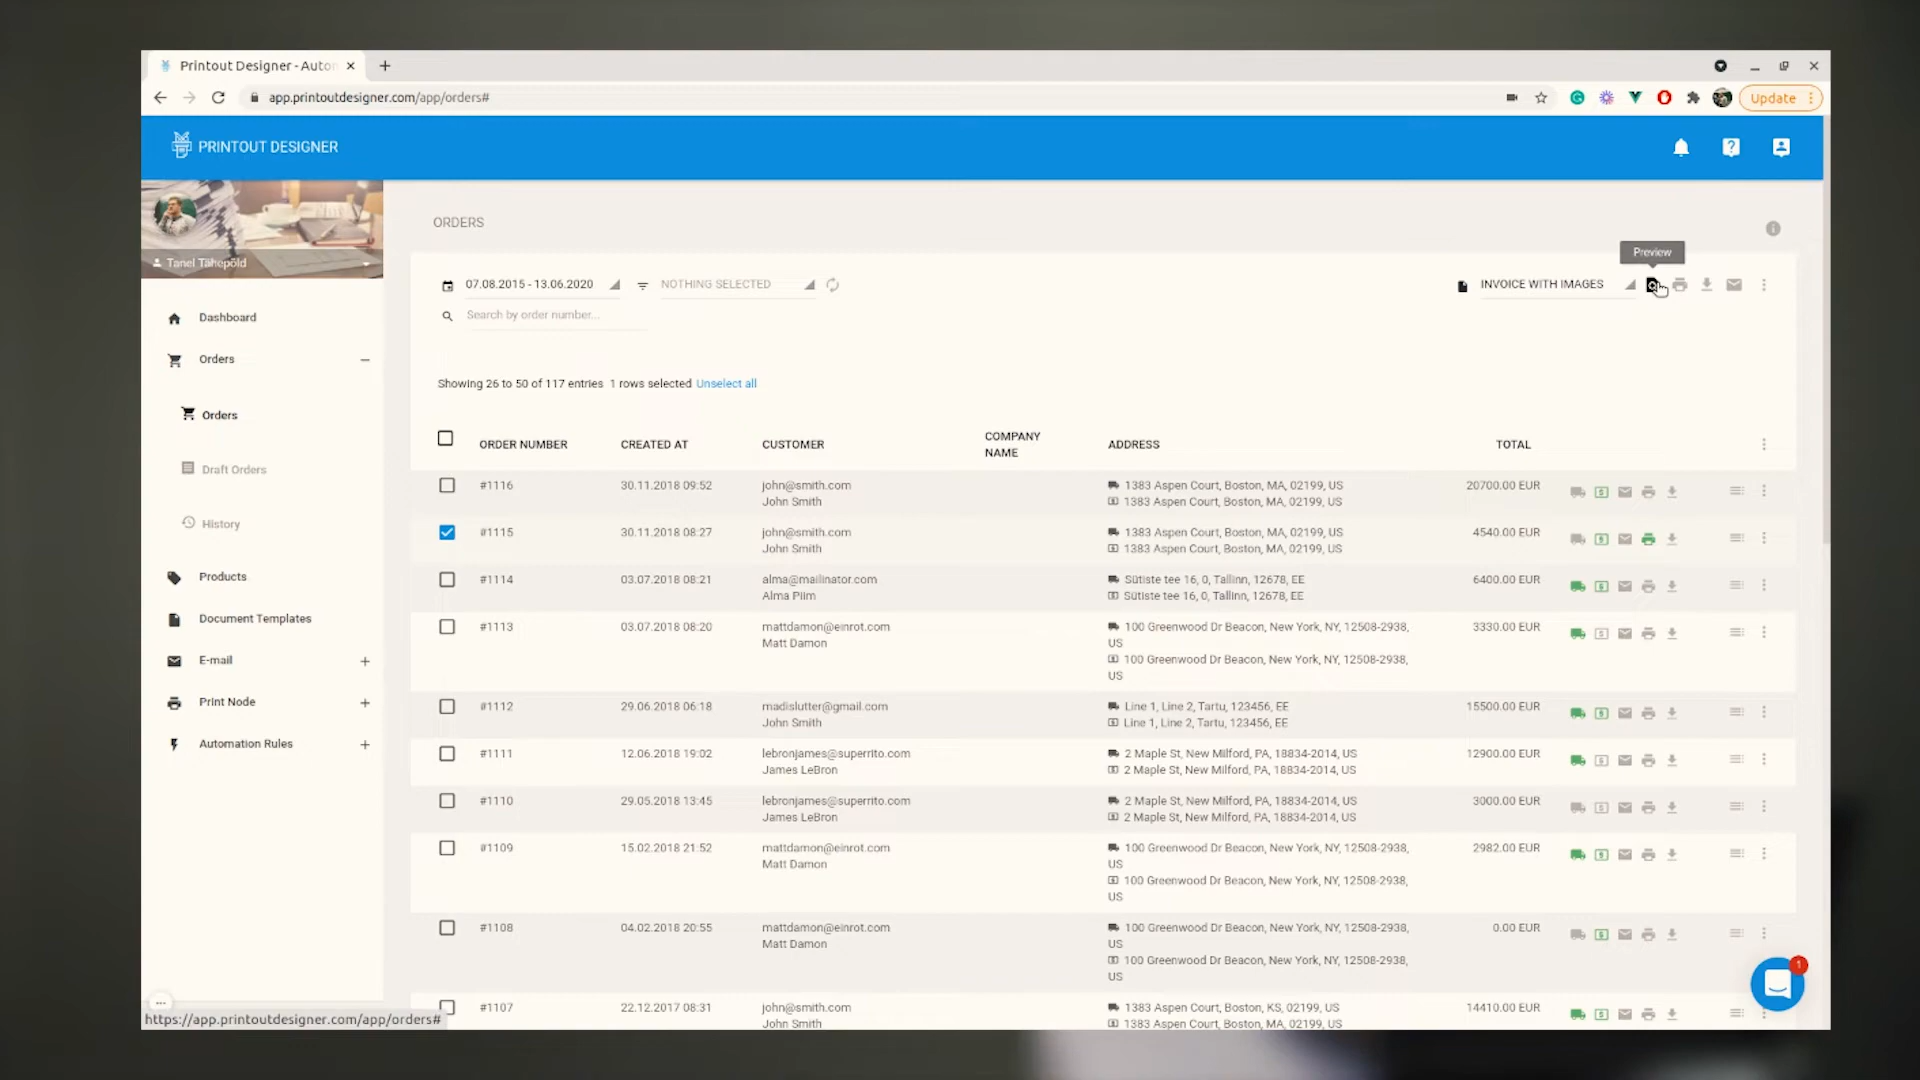 Printout Designer - Autor
app.printoutdesigner.com/app/orders#
Update
PRINTOUT DESIGNER
Tanel Tähepõld
Dashboard
Orders
Orders
Draft Orders
History
Products
Document Templates
E-mail
Print Node
Automation Rules
https://app.printoutdesigner.com/app/orders#
ORDERS
Preview
07.08.2015 - 13.06.2020 NOTHING SELECTED INVOICE WITH IMAGES
Search by order number...
Showing 26 to 50 of 117 entries 1 rows selected Unselect all
ORDER NUMBER CREATED AT CUSTOMER COMPANY NAME ADDRESS TOTAL
#1116 30.11.2018 09:52 john@smith.com 1383 Aspen Court, Boston, MA, 02199, US 20700.00 EUR
John Smith 1383 Aspen Court, Boston, MA, 02199, US
#1115 30.11.2018 08:27 john@smith.com 1383 Aspen Court, Boston, MA, 02199, US 4540.00 EUR
John Smith 1383 Aspen Court, Boston, MA, 02199, US
#1114 03.07.2018 08:21 alma@mailinator.com Sütiste tee 16, 0, Tallinn, 12678, EE 6400.00 EUR
Alma Piim Sütiste tee 16, 0, Tallinn, 12678, EE
#1113 03.07.2018 08:20 mattdamon@einrot.com 100 Greenwood Dr Beacon, New York, NY, 12508-2938, 3330.00 EUR
Matt Damon US
100 Greenwood Dr Beacon, New York, NY, 12508-2938,
US
#1112 29.06.2018 06:18 madislutter@gmail.com Line 1, Line 2, Tartu, 123456, EE 15500.00 EUR
John Smith Line 1, Line 2, Tartu, 123456, EE
#1111 12.06.2018 19:02 lebronjames@superrito.com 2 Maple St, New Milford, PA, 18834-2014, US 12900.00 EUR
James LeBron 2 Maple St, New Milford, PA, 18834-2014, US
#1110 29.05.2018 13:45 lebronjames@superrito.com 2 Maple St, New Milford, PA, 18834-2014, US 3000.00 EUR
James LeBron 2 Maple St, New Milford, PA, 18834-2014, US
#1109 15.02.2018 21:52 mattdamon@einrot.com 100 Greenwood Dr Beacon, New York, NY, 12508-2938, 2982.00 EUR
Matt Damon US
100 Greenwood Dr Beacon, New York, NY, 12508-2938,
US
#1108 04.02.2018 20:55 mattdamon@einrot.com 100 Greenwood Dr Beacon, New York, NY, 12508-2938, 0.00 EUR
Matt Damon US
100 Greenwood Dr Beacon, New York, NY, 12508-2938,
US
#1107 22.12.2017 08:31 john@smith.com 1383 Aspen Court, Boston, KS, 02199, US 14410.00 EUR
John Smith 1383 Aspen Court, Boston, MA, 02199, US
1